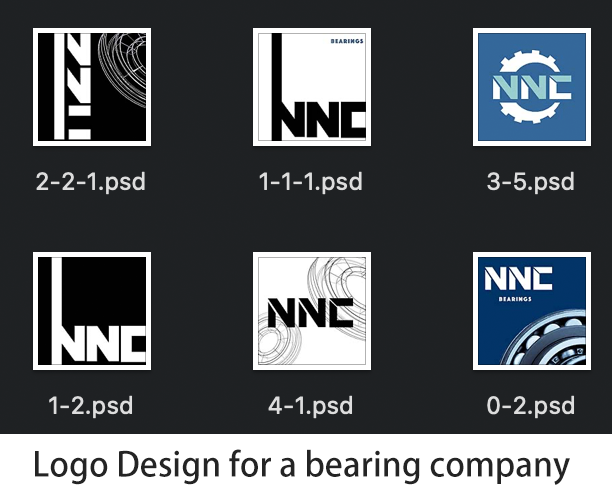 NNC
2-2-1.psd
BEARINGS
NNC
1-1-1.psd
NNC
3-5.psd
NNC
1-2.psd
NNC
4-1.psd
NNC
BEARINGS
0-2.psd
Logo Design for a bearing company